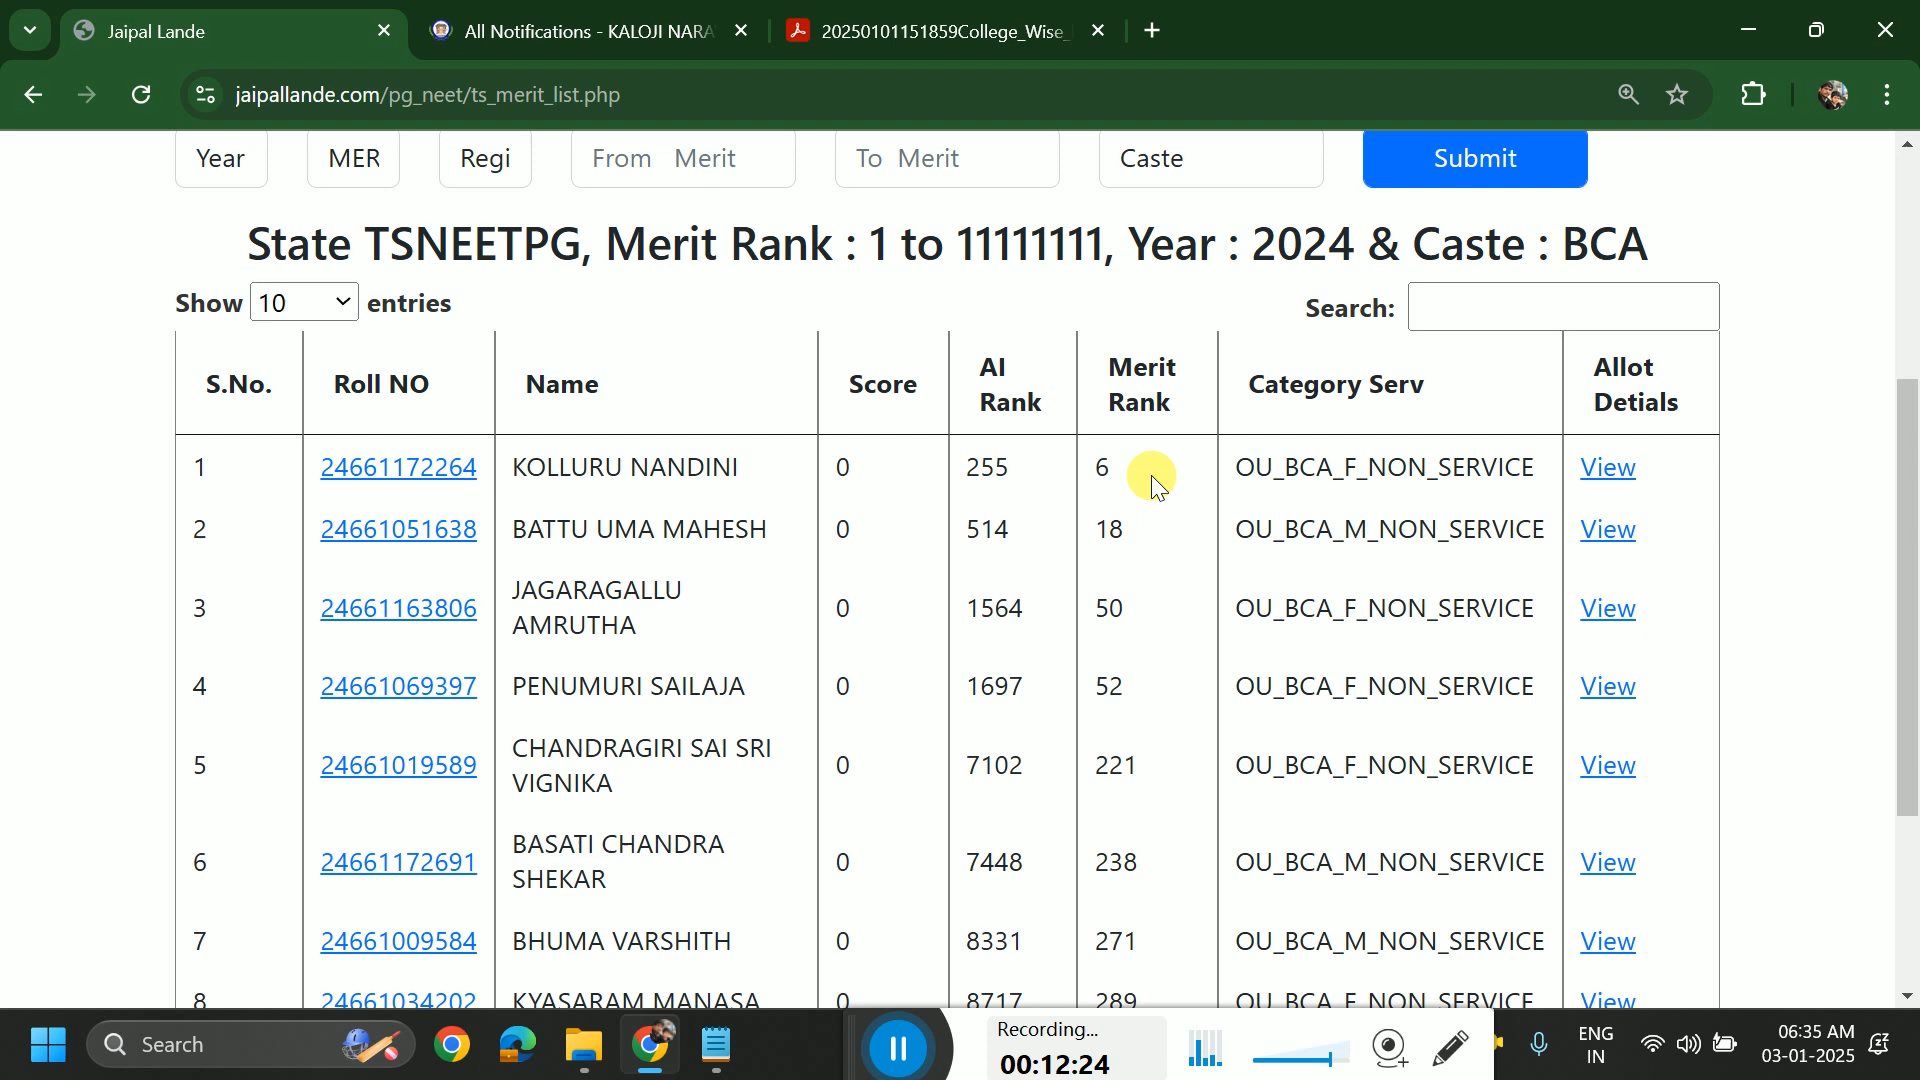 Jaipal Lande
All Notifications - KALOJI NARA
20250101151859College_Wise_
jaipallande.com/pg_neet/ts_merit_list.php
Year MER Regi From Merit To Merit Caste Submit
State TSNEETPG, Merit Rank : 1 to 11111111, Year : 2024 & Caste : BCA
Show 10 entries Search:
S.No. Roll NO Name Score AI Rank Merit Rank Category Serv Allot Detials
1 24661172264 KOLLURU NANDINI 0 255 6 OU_BCA_F_NON_SERVICE View
2 24661051638 BATTU UMA MAHESH 0 514 18 OU_BCA_M_NON_SERVICE View
3 24661163806 JAGARAGALLU AMRUTHA 0 1564 50 OU_BCA_F_NON_SERVICE View
4 24661069397 PENUMURI SAILAJA 0 1697 52 OU_BCA_F_NON_SERVICE View
5 24661019589 CHANDRAGIRI SAI SRI VIGNIKA 0 7102 221 OU_BCA_F_NON_SERVICE View
6 24661172691 BASATI CHANDRA SHEKAR 0 7448 238 OU_BCA_M_NON_SERVICE View
7 24661009584 BHUMA VARSHITH 0 8331 271 OU_BCA_M_NON_SERVICE View
8 24661034202 KYASARAM MANASA 0 8717 289 OU_BCA_F_NON_SERVICE View
Search
Recording...
00:12:24
ENG
IN
06:35 AM
03-01-2025